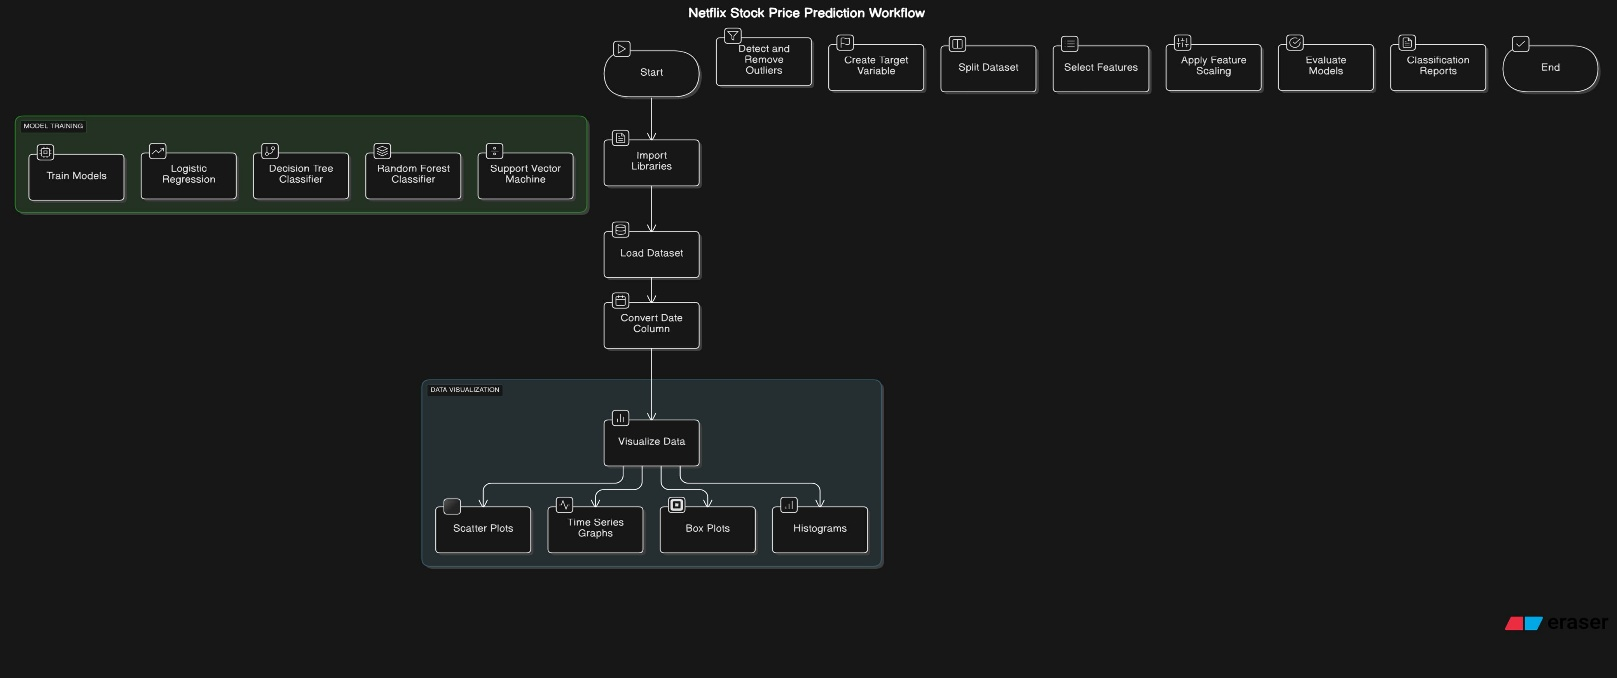 Netflix Stock Price Prediction Workflow
Start
Detect and
Remove
Outliers
Create Target
Variable
Split Dataset
Select Features
Apply Feature
Scaling
Evaluate
Models
Classification
Reports
End
MODEL TRAINING
Train Models
Logistic
Regression
Decision Tree
Classifier
Random Forest
Classifier
Support Vector
Machine
Import
Libraries
Load Dataset
Convert Date
Column
DATA VISUALIZATION
Visualize Data
Scatter Plots
Time Series
Graphs
Box Plots
Histograms
eraser